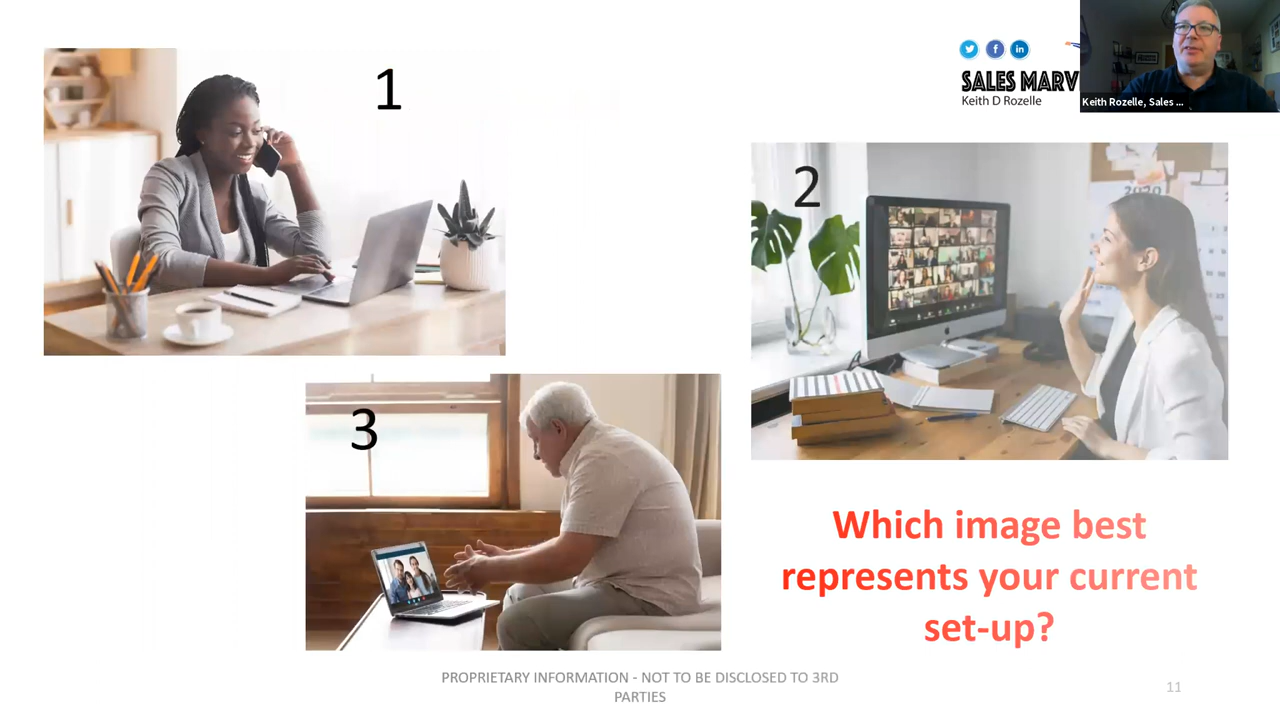 1
SALES MARV
Keith D Rozelle
Keith Rozelle, Sales ...
2
2020
3
Which image best
represents your current
set-up?
PROPRIETARY INFORMATION - NOT TO BE DISCLOSED TO 3RD
PARTIES
11